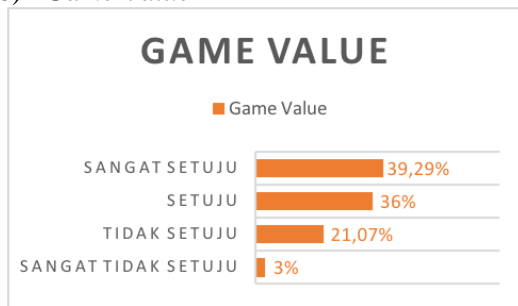 GAME VALUE
Game Value
SANGAT SETUJU 39,29%
SETUJU 36%
TIDAK SETUJU 21,07%
SANGAT TIDAK SETUJU 3%